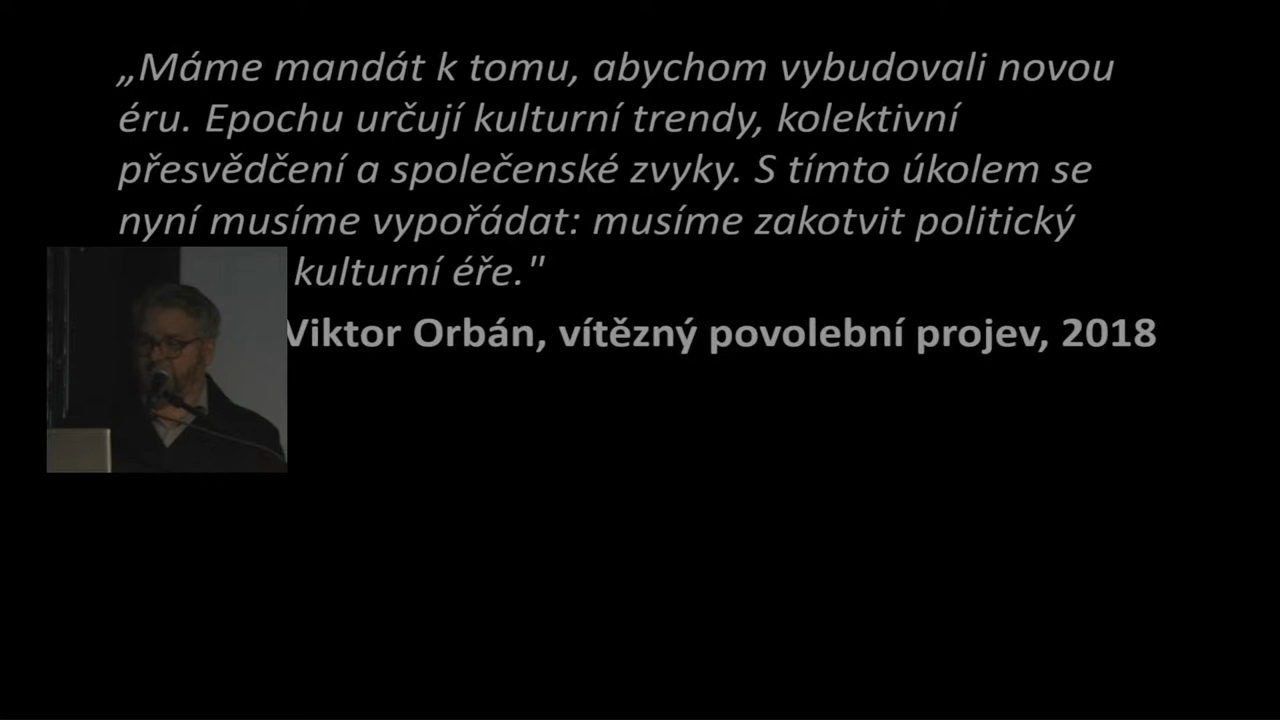 „Máme mandát k tomu, abychom vybudovali novou
éru. Epochu určují kulturní trendy, kolektivní
přesvědčení a společenské zvyky. S tímto úkolem se
nyní musíme vypořádat: musíme zakotvit politický
kulturní éře."
Viktor Orbán, vítězný povolební projev, 2018